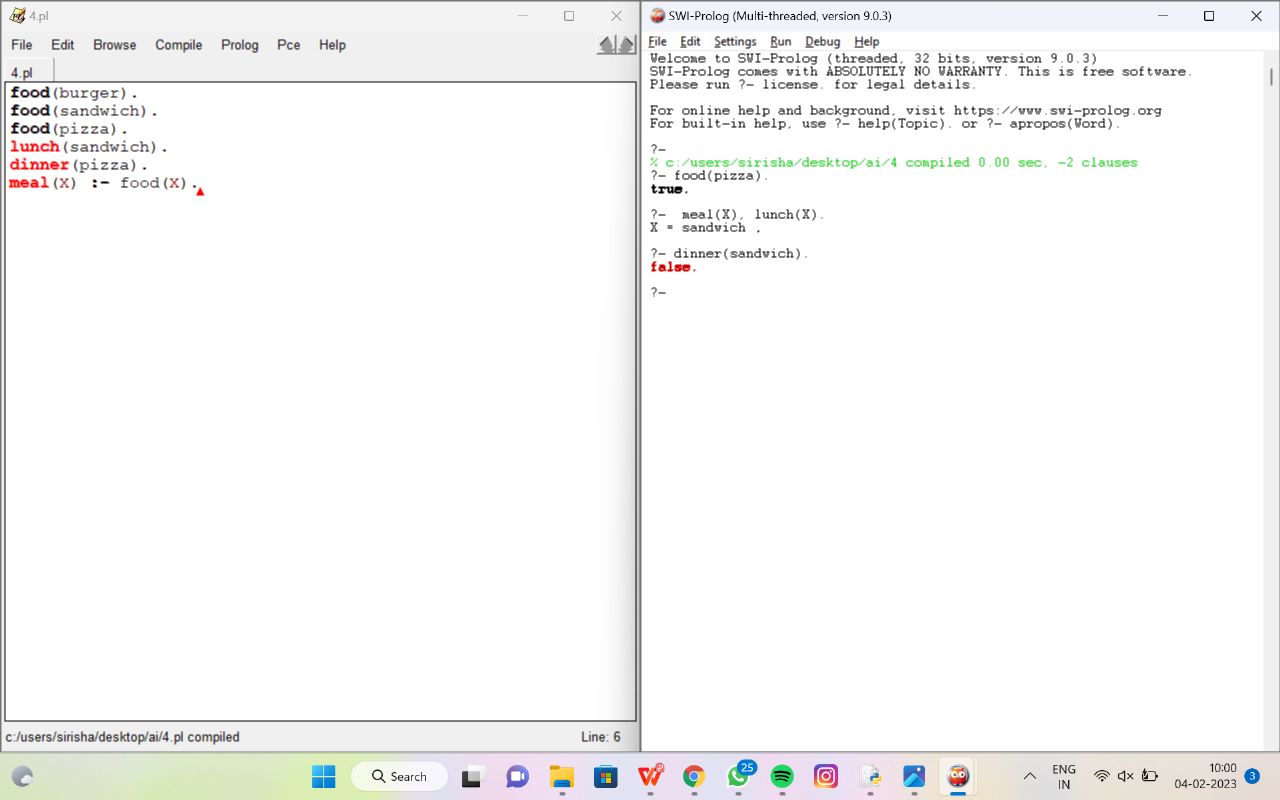 4.pl
File Edit Browse Compile Prolog Pce Help
4.pl
food(burger).
food(sandwich).
food(pizza).
lunch(sandwich).
dinner(pizza).
meal(X) :- food(X).
c:/users/sirisha/desktop/ai/4.pl compiled
Line: 6
SWI-Prolog (Multi-threaded, version 9.0.3)
File Edit Settings Run Debug Help
Welcome to SWI-Prolog (threaded, 32 bits, version 9.0.3)
SWI-Prolog comes with ABSOLUTELY NO WARRANTY. This is free software.
Please run ?- license. for legal details.
For online help and background, visit https://www.swi-prolog.org
For built-in help, use ?- help(Topic). or ?- apropos(Word).
?-
% c:/users/sirisha/desktop/ai/4 compiled 0.00 sec, -2 clauses
?- food(pizza).
true.
?-  meal(X), lunch(X).
X = sandwich .
?- dinner(sandwich).
false.
?-
Search
25
ENG
IN
10:00
04-02-2023
3